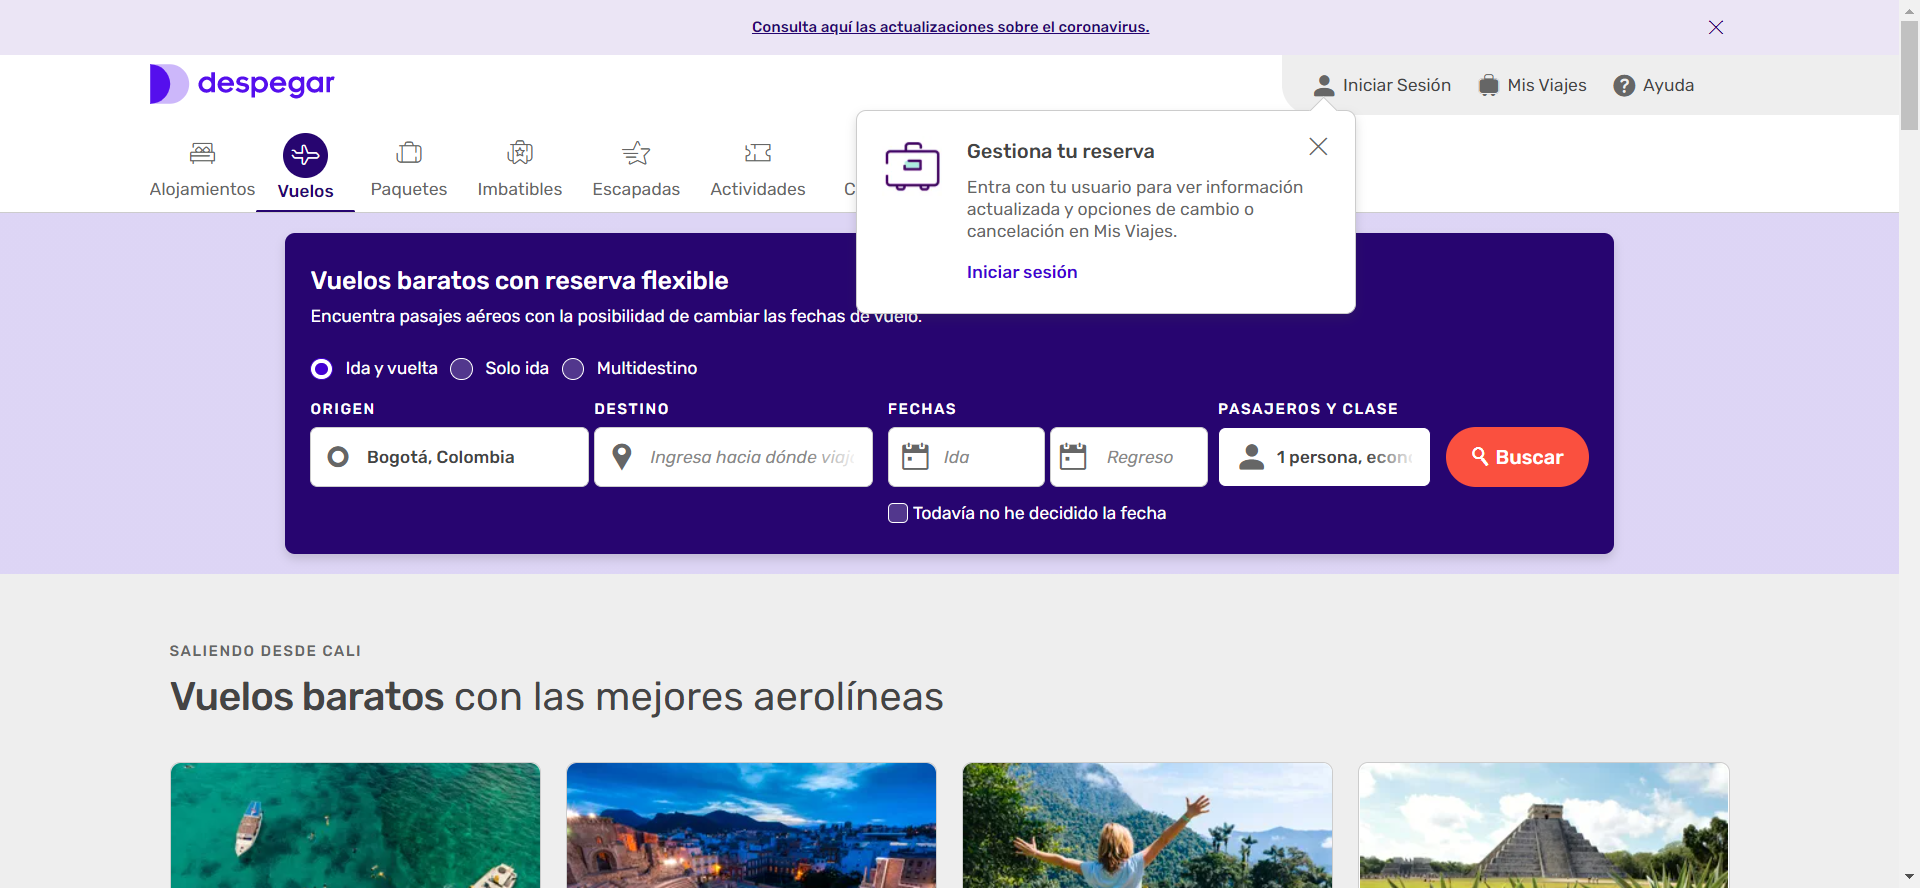 Consulta aquí las actualizaciones sobre el coronavirus.
despegar
Iniciar Sesión
Mis Viajes
Ayuda
Alojamientos
Vuelos
Paquetes
Imbatibles
Escapadas
Actividades
C
Gestiona tu reserva
Entra con tu usuario para ver información
actualizada y opciones de cambio o
cancelación en Mis Viajes.
Iniciar sesión
Vuelos baratos con reserva flexible
Encuentra pasajes aéreos con la posibilidad de cambiar las fechas de vuelo.
Ida y vuelta
Solo ida
Multidestino
ORIGEN
DESTINO
FECHAS
PASAJEROS Y CLASE
Bogotá, Colombia
Ingresa hacia dónde viaj
Ida
Regreso
1 persona, econ
Buscar
Todavía no he decidido la fecha
SALIENDO DESDE CALI
Vuelos baratos con las mejores aerolíneas